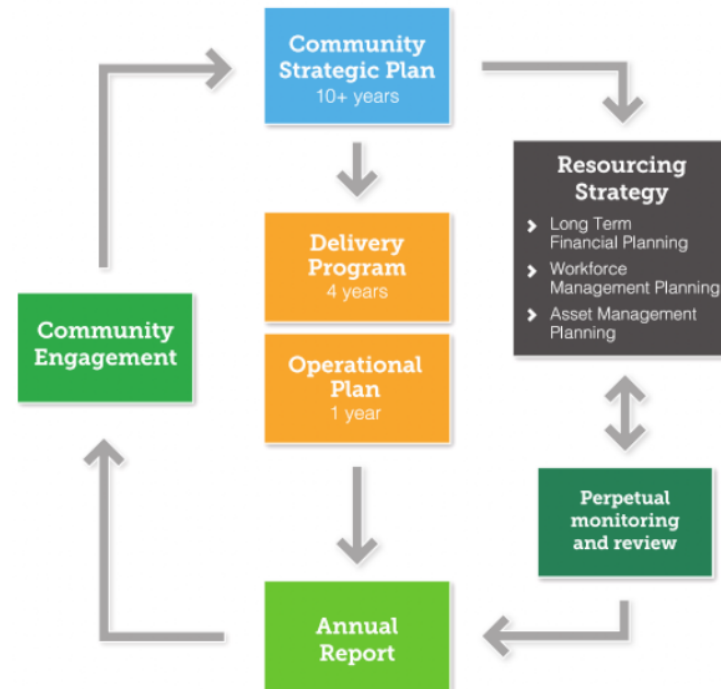 Community
Strategic Plan
10+ years
Resourcing
Strategy
Long Term
Financial Planning
Workforce
Management Planning
Asset Management
Planning
Delivery
Program
4 years
Community
Engagement
Operational
Plan
1 year
Perpetual
monitoring
and review
Annual
Report